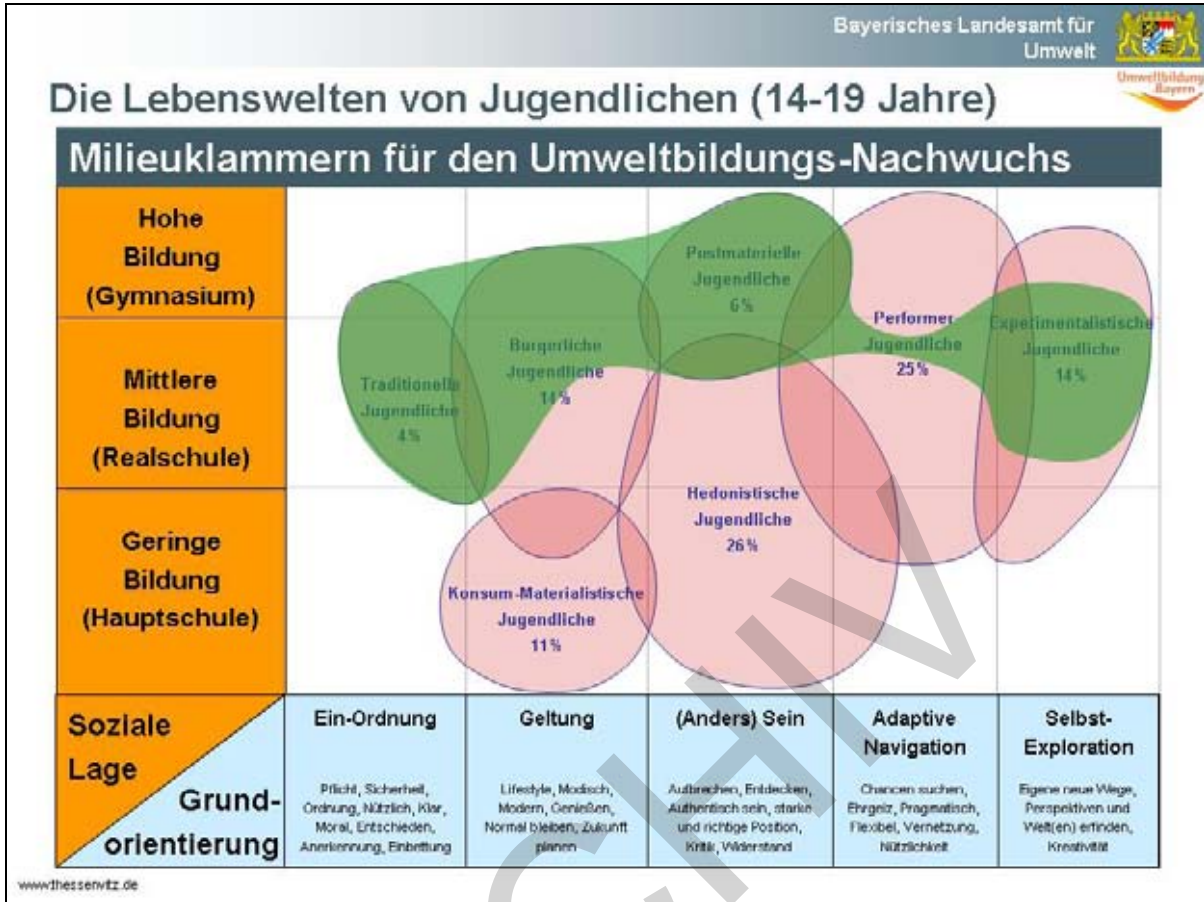 Bayerisches Landesamt für
Umwelt
Umweltbildung
Bayern
Die Lebenswelten von Jugendlichen (14-19 Jahre)
Milieuklammern für den Umweltbildungs-Nachwuchs
Hohe
Bildung
(Gymnasium)
Mittlere
Bildung
(Realschule)
Geringe
Bildung
(Hauptschule)
Traditionelle
Jugendliche
4%
Bürgerliche
Jugendliche
14%
Postmaterielle
Jugendliche
6%
Performer-
Jugendliche
25%
Experimentalistische
Jugendliche
14%
Hedonistische
Jugendliche
26%
Konsum-Materialistische
Jugendliche
11%
Soziale
Lage
Grund-
orientierung
Ein-Ordnung
Pflicht, Sicherheit,
Ordnung, Nützlich, Klar,
Moral, Entschieden,
Anerkennung, Einbettung
Geltung
Lifestyle, Modisch,
Modern, Genießen,
Normal bleiben, Zukunft
planen
(Anders) Sein
Aufbrechen, Entdecken,
Authentisch sein, starke
und richtige Position,
Kritik, Widerstand
Adaptive
Navigation
Chancen suchen,
Ehrgeiz, Pragmatisch,
Flexibel, Vernetzung,
Nützlichkeit
Selbst-
Exploration
Eigene neue Wege,
Perspektiven und
Welt(en) erfinden,
Kreativität
www.thessenvitz.de
CHIV